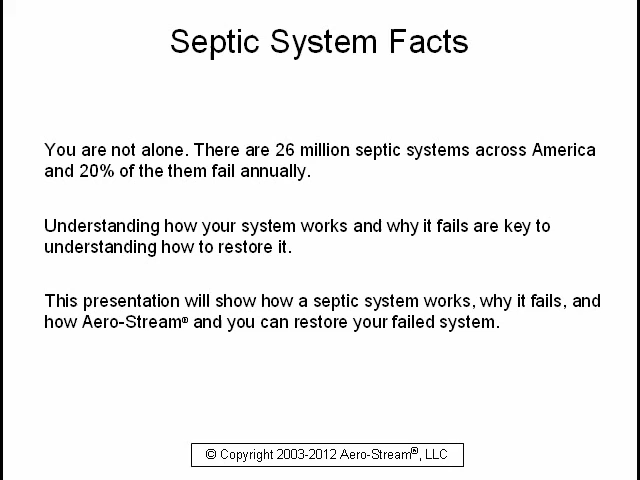 Septic System Facts
You are not alone. There are 26 million septic systems across America
and 20% of the them fail annually.
Understanding how your system works and why it fails are key to
understanding how to restore it.
This presentation will show how a septic system works, why it fails, and
how Aero-Stream® and you can restore your failed system.
© Copyright 2003-2012 Aero-Stream®, LLC